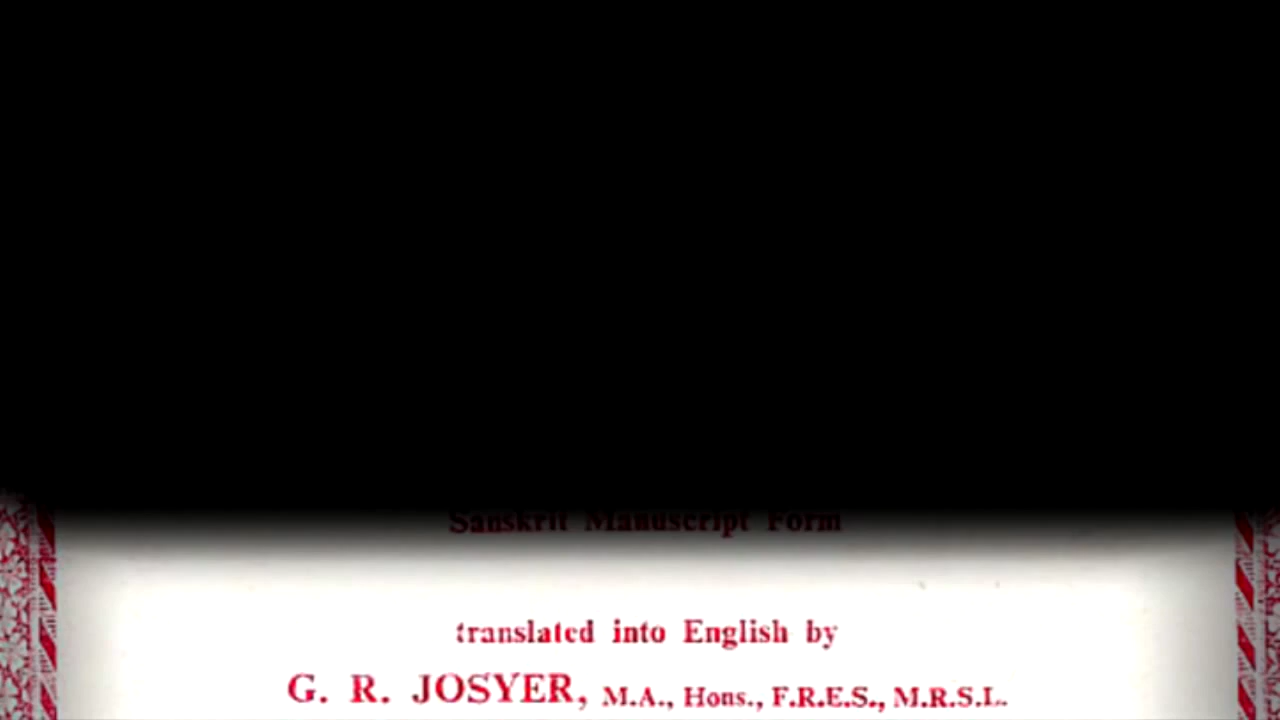 Sanskrit Manuscript Form
translated into English by
G. R. JOSYER, M.A., Hons., F.R.E.S., M.R.S.L.